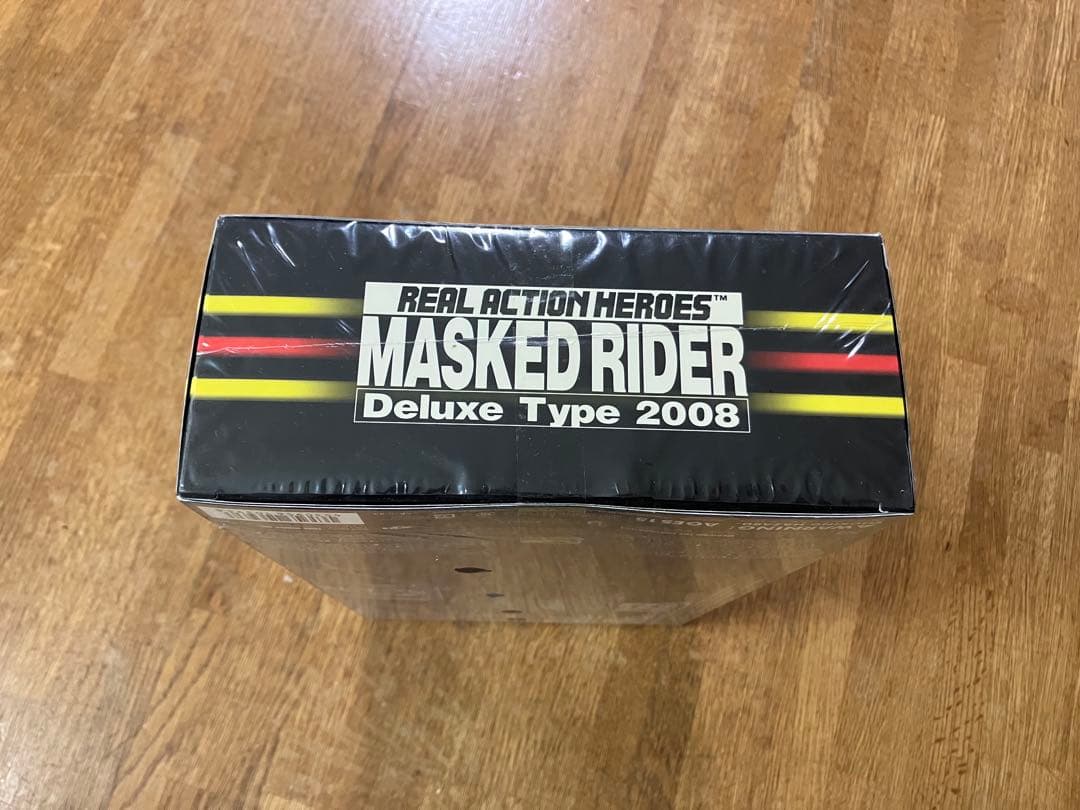 REAL ACTION HEROES™
MASKED RIDER
Deluxe Type 2008